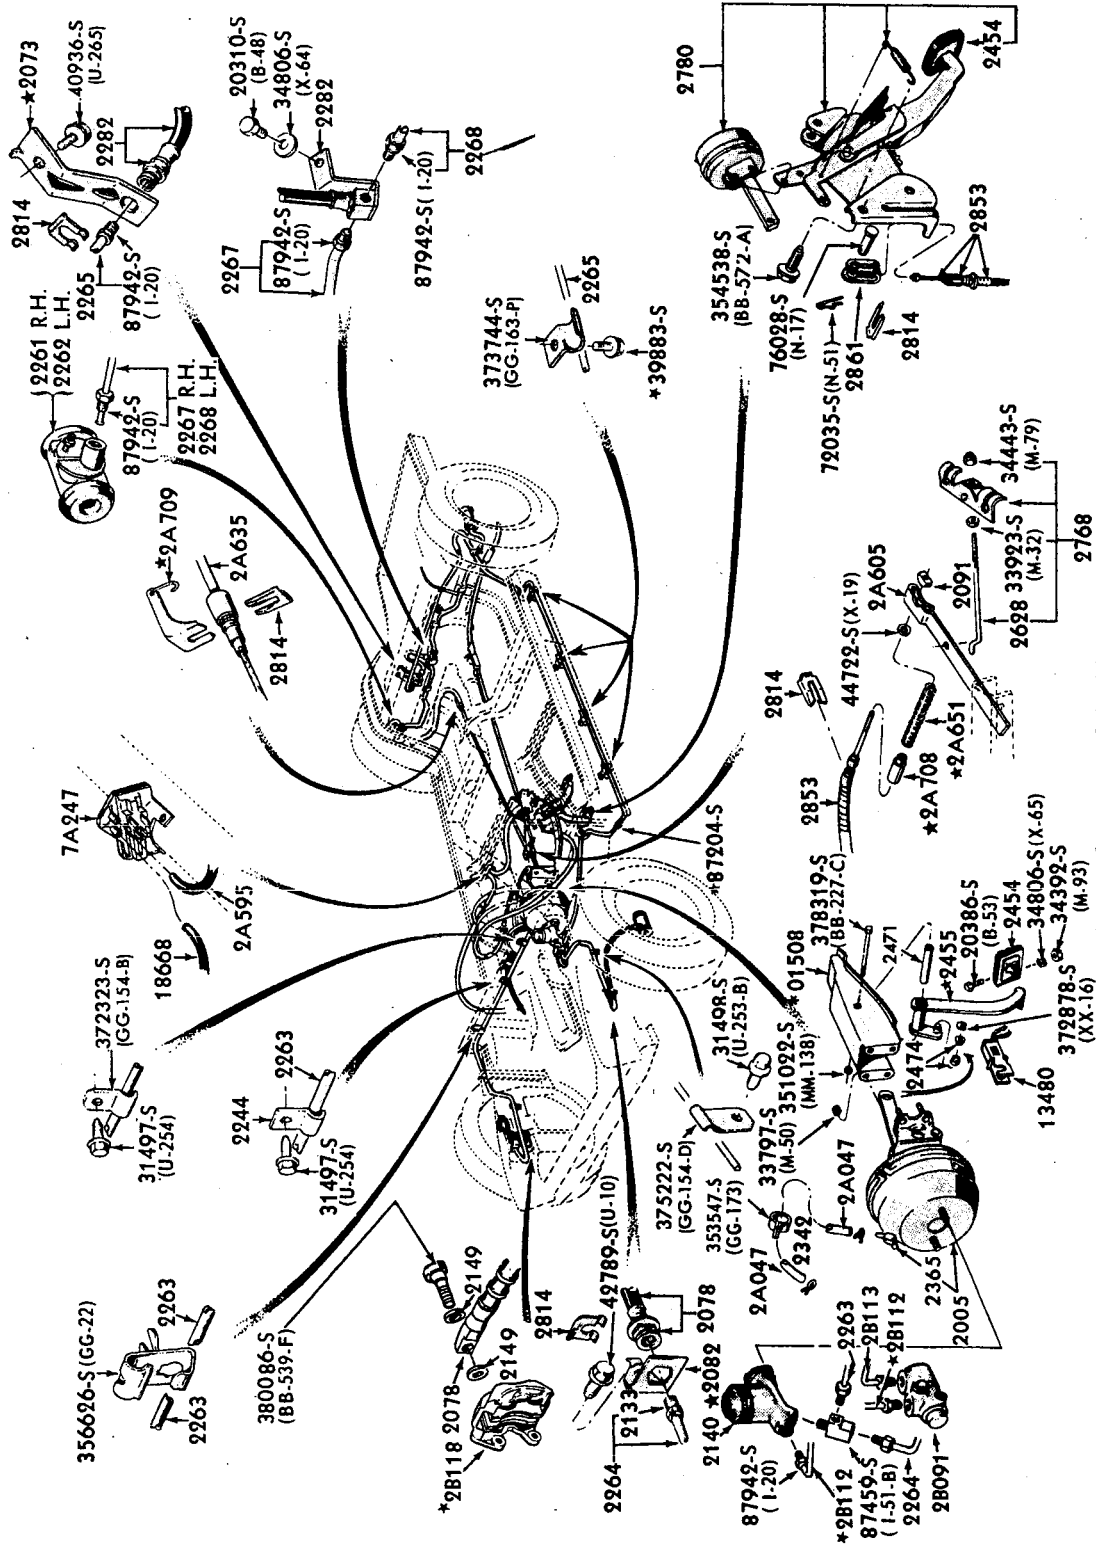 356626-S (GG-22)
2263
2263
372323-S
(GG-154-B)
31497-S
(U-254)
2244
2263
31497-S
(U-254)
380086-S
(BB-539-F)
7A247
18668
2A595
★2A709
2A635
2814
{2261 R.H.
{2262 L.H.
87942-S
(I-20)
2267 R.H.
2268 L.H.
★2073
40936-S
(U-265)
2282
2814
2265
87942-S
(I-20)
20310-S
(B-48)
34806-S
(X-64)
2282
2267
87942-S
(I-20)
87942-S (I-20)
2268
★2B118
2078
2149
2149
2814
42789-S(U-10)
2264
2133
2078
2140
★2082
87942-S
(I-20)
★2B112
87459-S
(I-51-B)
2264
2B091
2263
2B113
★2B112
2365
2005
375222-S
(GG-154-D)
31498-S
(U-253-B)
353547-S
(GG-173)
2342
2A047
2A047
33797-S
(M-50)
351022-S
(MM-138)
★01508
378319-S
(BB-227-C)
2471
2474
★2455
20386-S
(B-53)
2454
34806-S (X-65)
34392-S
(M-93)
372878-S
(XX-16)
13480
+87204-S
373744-S
(GG-163-P)
2265
★39883-S
2853
2814
44722-S (X-19)
★2A708
★2A651
2A605
2091
2628
33923-S
(M-32)
34443-S
(M-79)
2768
2780
2454
354538-S
(BB-572-A)
76028-S
(N-17)
72035-S(N-51)
2861
2814
2853